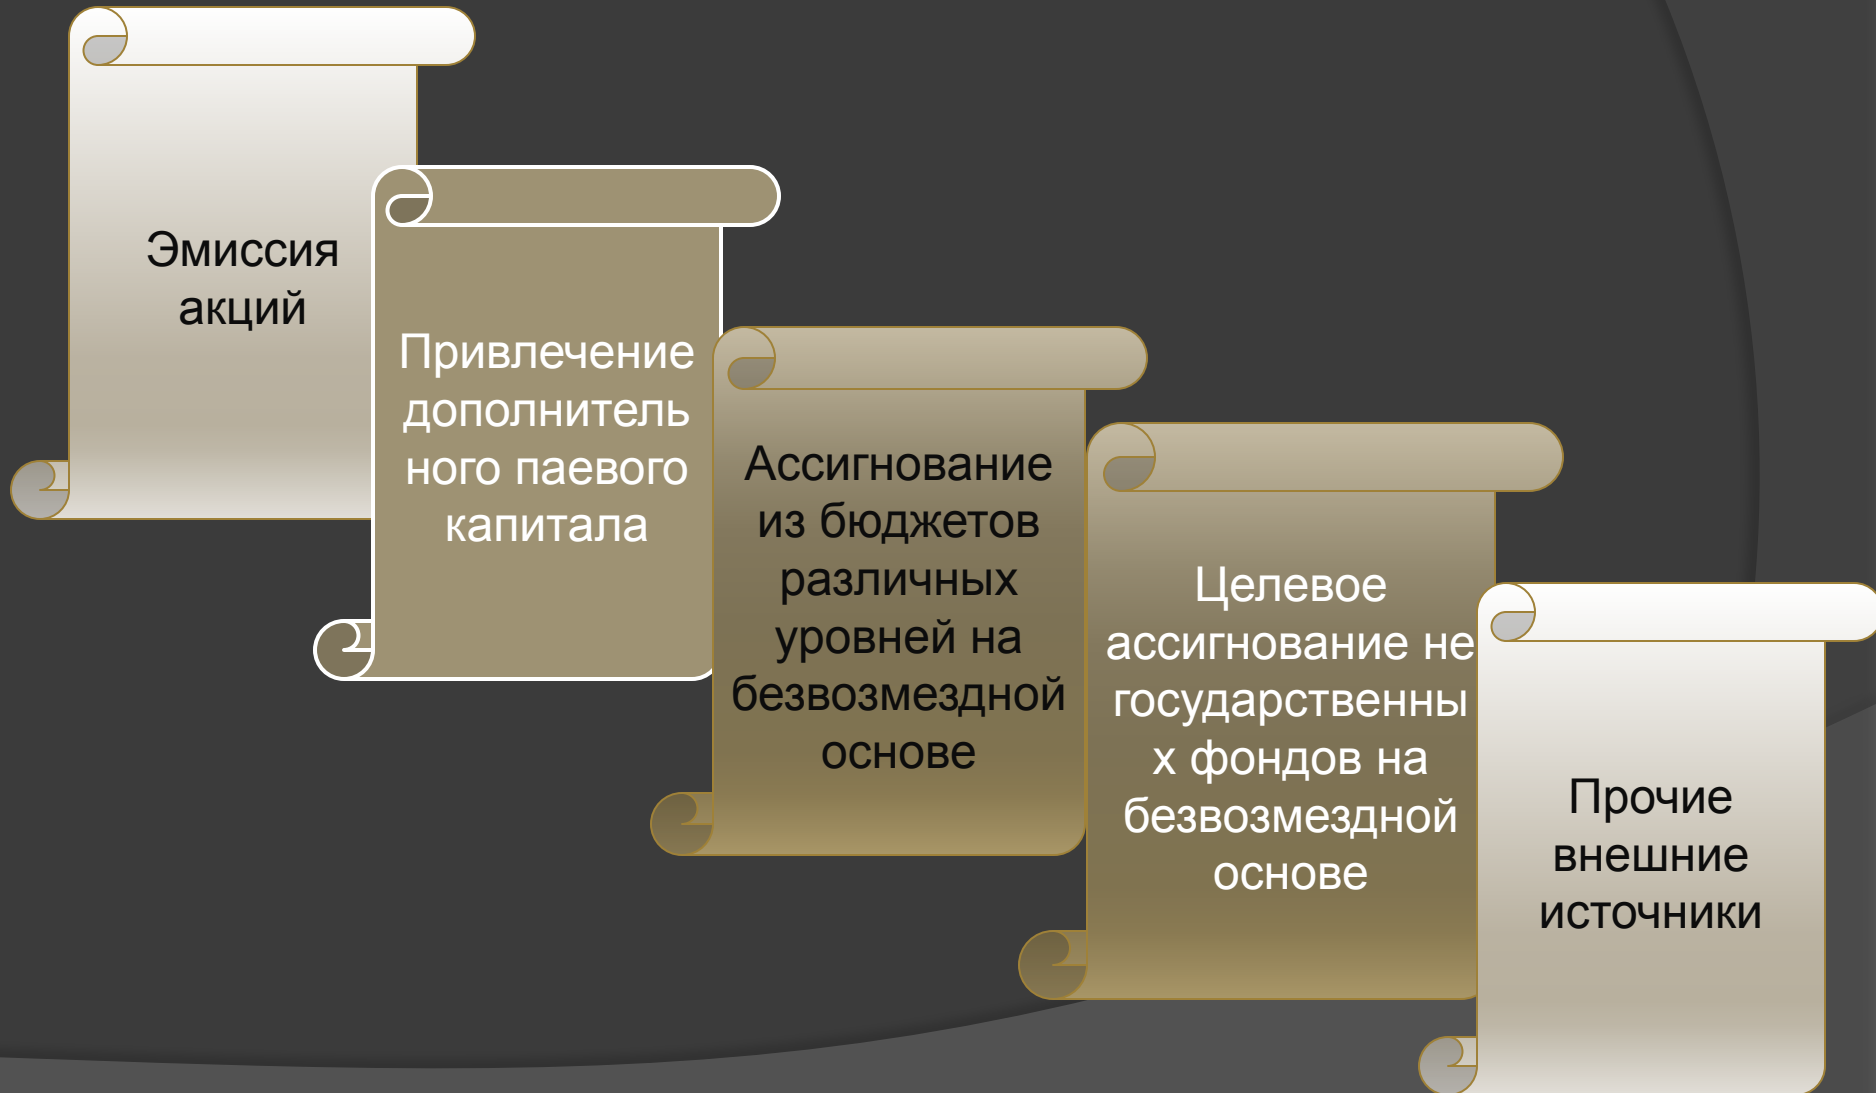 Эмиссия
акций
Привлечение
дополнитель
ного паевого
капитала
Ассигнование
из бюджетов
различных
уровней на
безвозмездной
основе
Целевое
ассигнование не
государственны
х фондов на
безвозмездной
основе
Прочие
внешние
источники